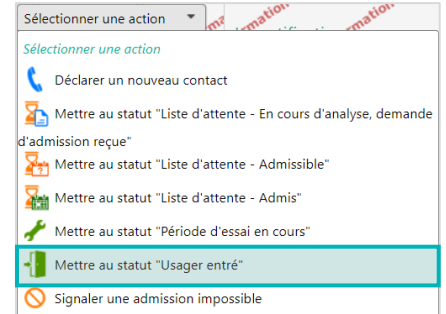 Sélectionner une action
Sélectionner une action
Déclarer un nouveau contact
Mettre au statut "Liste d'attente - En cours d'analyse, demande
d'admission reçue"
Mettre au statut "Liste d'attente - Admissible"
Mettre au statut "Liste d'attente - Admis"
Mettre au statut "Période d'essai en cours"
Mettre au statut "Usager entré"
Signaler une admission impossible